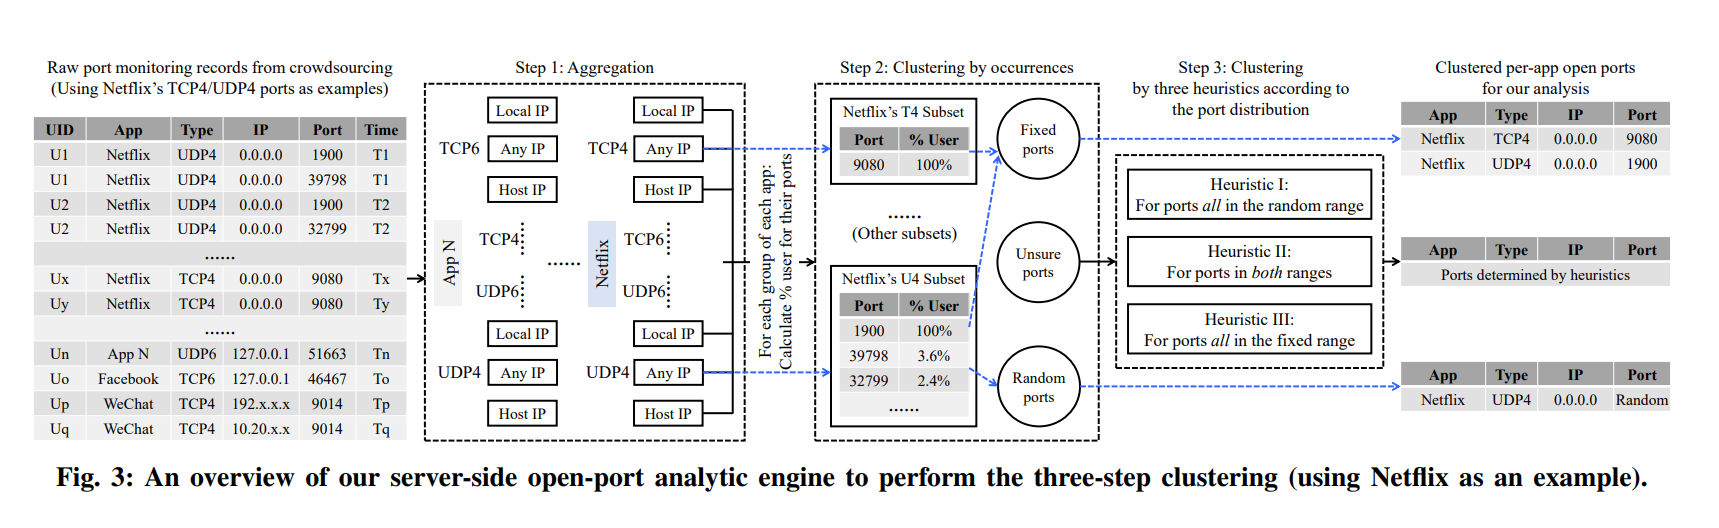 Raw port monitoring records from crowdsourcing
(Using Netflix's TCP4/UDP4 ports as examples)
UID App Type IP Port Time
U1 Netflix UDP4 0.0.0.0 1900 T1
U1 Netflix UDP4 0.0.0.0 39798 T1
U2 Netflix UDP4 0.0.0.0 1900 T2
U2 Netflix UDP4 0.0.0.0 32799 T2
......
Ux Netflix TCP4 0.0.0.0 9080 Tx
Uy Netflix TCP4 0.0.0.0 9080 Ty
......
Un App N UDP6 127.0.0.1 51663 Tn
Uo Facebook TCP6 127.0.0.1 46467 To
Up WeChat TCP4 192.x.x.x 9014 Tp
Uq WeChat TCP4 10.20.x.x 9014 Tq
Step 1: Aggregation
App N
TCP6
Local IP
Any IP
Host IP
TCP4
UDP6
UDP4
Local IP
Any IP
Host IP
......
Netflix
TCP4
Local IP
Any IP
Host IP
TCP6
UDP6
UDP4
Local IP
Any IP
Host IP
For each group of each app:
Calculate % user for their ports
Step 2: Clustering by occurrences
Netflix's T4 Subset
Port % User
9080 100%
......
(Other subsets)
Netflix's U4 Subset
Port % User
1900 100%
39798 3.6%
32799 2.4%
......
Fixed
ports
Unsure
ports
Random
ports
Step 3: Clustering
by three heuristics according to
the port distribution
Heuristic I:
For ports all in the random range
Heuristic II:
For ports in both ranges
Heuristic III:
For ports all in the fixed range
Clustered per-app open ports
for our analysis
App Type IP Port
Netflix TCP4 0.0.0.0 9080
Netflix UDP4 0.0.0.0 1900
App Type IP Port
Ports determined by heuristics
App Type IP Port
Netflix UDP4 0.0.0.0 Random
Fig. 3: An overview of our server-side open-port analytic engine to perform the three-step clustering (using Netflix as an example).